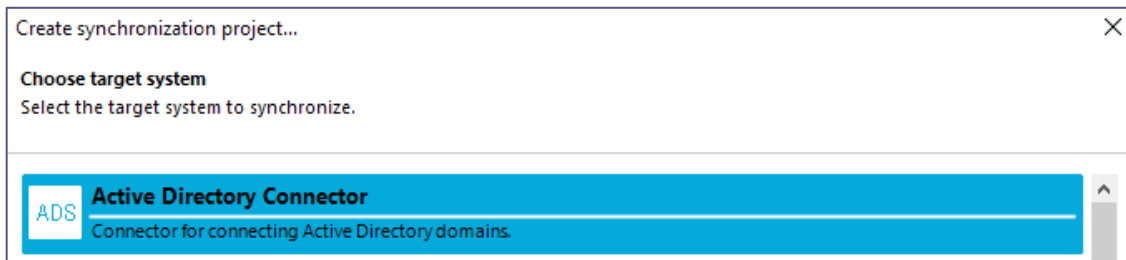 Create synchronization project...
Choose target system
Select the target system to synchronize.
ADS
Active Directory Connector
Connector for connecting Active Directory domains.